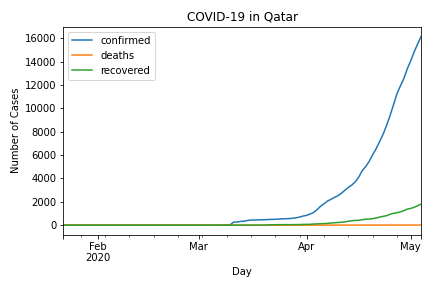 COVID-19 in Qatar
confirmed
deaths
recovered
Number of Cases
16000
14000
12000
10000
8000
6000
4000
2000
0
Feb
2020
Mar
Apr
May
Day